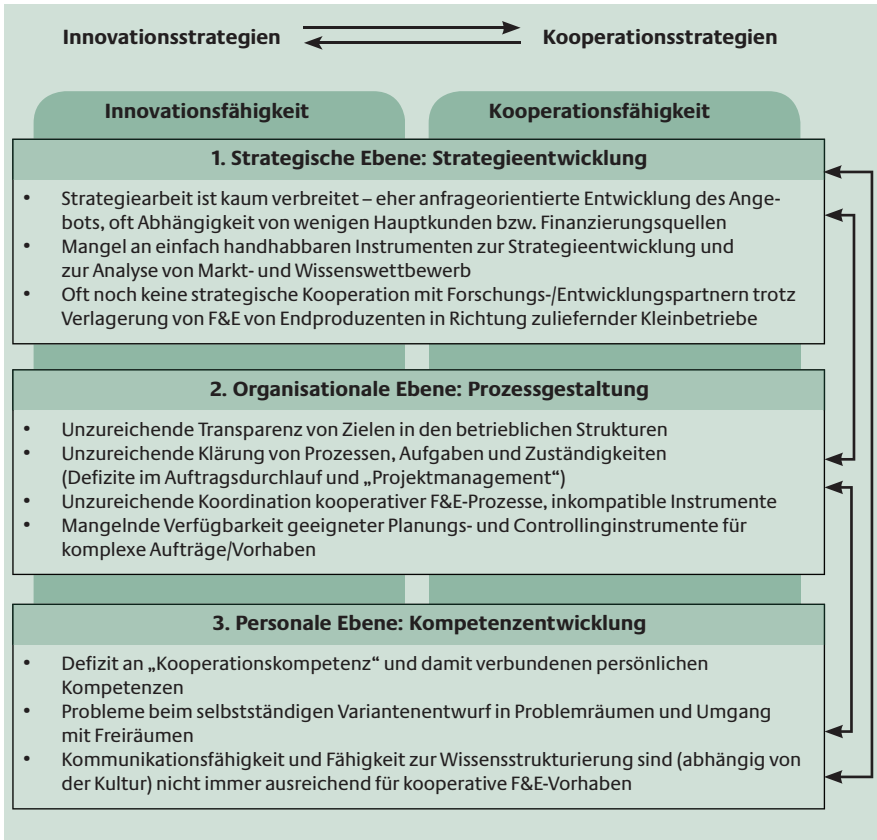 Innovationsstrategien Kooperationsstrategien
Innovationsfähigkeit Kooperationsfähigkeit
1. Strategische Ebene: Strategieentwicklung
• Strategiearbeit ist kaum verbreitet – eher anfrageorientierte Entwicklung des Ange-
bots, oft Abhängigkeit von wenigen Hauptkunden bzw. Finanzierungsquellen
• Mangel an einfach handhabbaren Instrumenten zur Strategieentwicklung und
zur Analyse von Markt- und Wissenswettbewerb
• Oft noch keine strategische Kooperation mit Forschungs-/Entwicklungspartnern trotz
Verlagerung von F&E von Endproduzenten in Richtung zuliefernder Kleinbetriebe
2. Organisationale Ebene: Prozessgestaltung
• Unzureichende Transparenz von Zielen in den betrieblichen Strukturen
• Unzureichende Klärung von Prozessen, Aufgaben und Zuständigkeiten
(Defizite im Auftragsdurchlauf und „Projektmanagement“)
• Unzureichende Koordination kooperativer F&E-Prozesse, inkompatible Instrumente
• Mangelnde Verfügbarkeit geeigneter Planungs- und Controllinginstrumente für
komplexe Aufträge/Vorhaben
3. Personale Ebene: Kompetenzentwicklung
• Defizit an „Kooperationskompetenz“ und damit verbundenen persönlichen
Kompetenzen
• Probleme beim selbstständigen Variantenentwurf in Problemräumen und Umgang
mit Freiräumen
• Kommunikationsfähigkeit und Fähigkeit zur Wissensstrukturierung sind (abhängig von
der Kultur) nicht immer ausreichend für kooperative F&E-Vorhaben